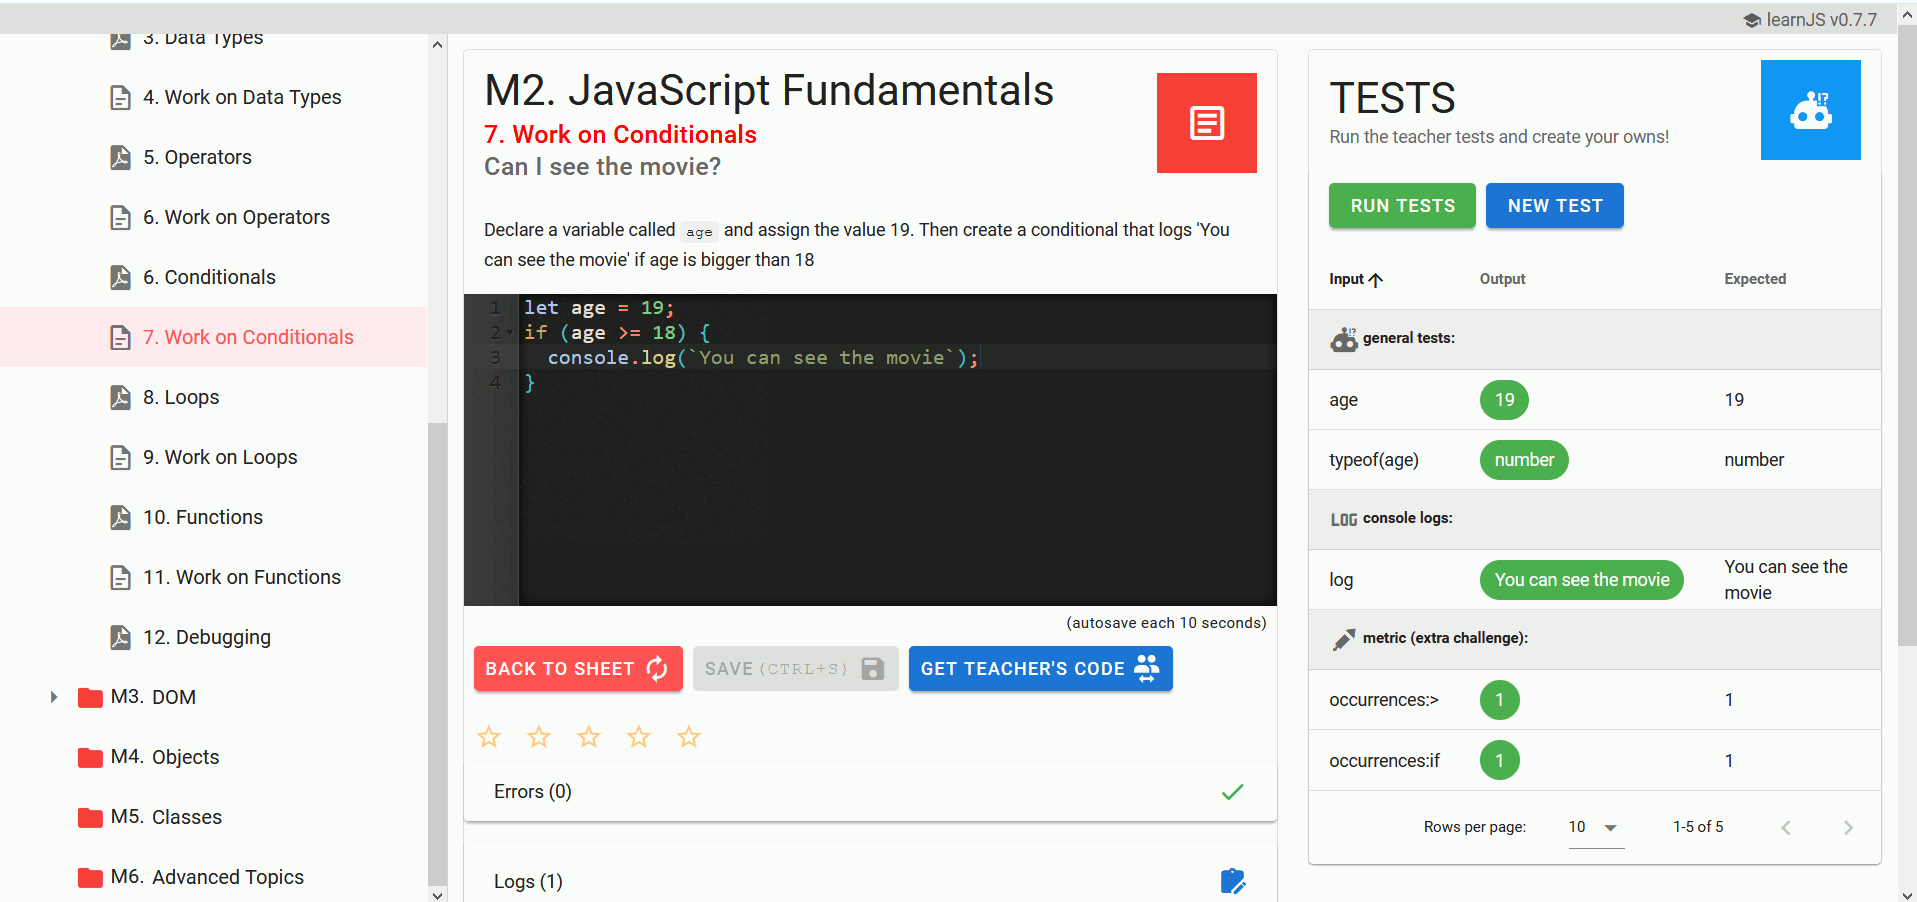 learnJS v0.7.7
3. Data Types
4. Work on Data Types
5. Operators
6. Work on Operators
6. Conditionals
7. Work on Conditionals
8. Loops
9. Work on Loops
10. Functions
11. Work on Functions
12. Debugging
M3. DOM
M4. Objects
M5. Classes
M6. Advanced Topics
M2. JavaScript Fundamentals
7. Work on Conditionals
Can I see the movie?
Declare a variable called age and assign the value 19. Then create a conditional that logs 'You
can see the movie' if age is bigger than 18
1 let age = 19;
2 if (age >= 18) {
3 console.log(`You can see the movie`);
4 }
(autosave each 10 seconds)
BACK TO SHEET
SAVE (CTRL+S)
GET TEACHER'S CODE
Errors (0)
Logs (1)
TESTS
Run the teacher tests and create your owns!
RUN TESTS
NEW TEST
Input Output Expected
general tests:
age 19 19
typeof(age) number number
LOG console logs:
log You can see the movie You can see the
movie
metric (extra challenge):
occurrences:> 1 1
occurrences:if 1 1
Rows per page: 10 1-5 of 5